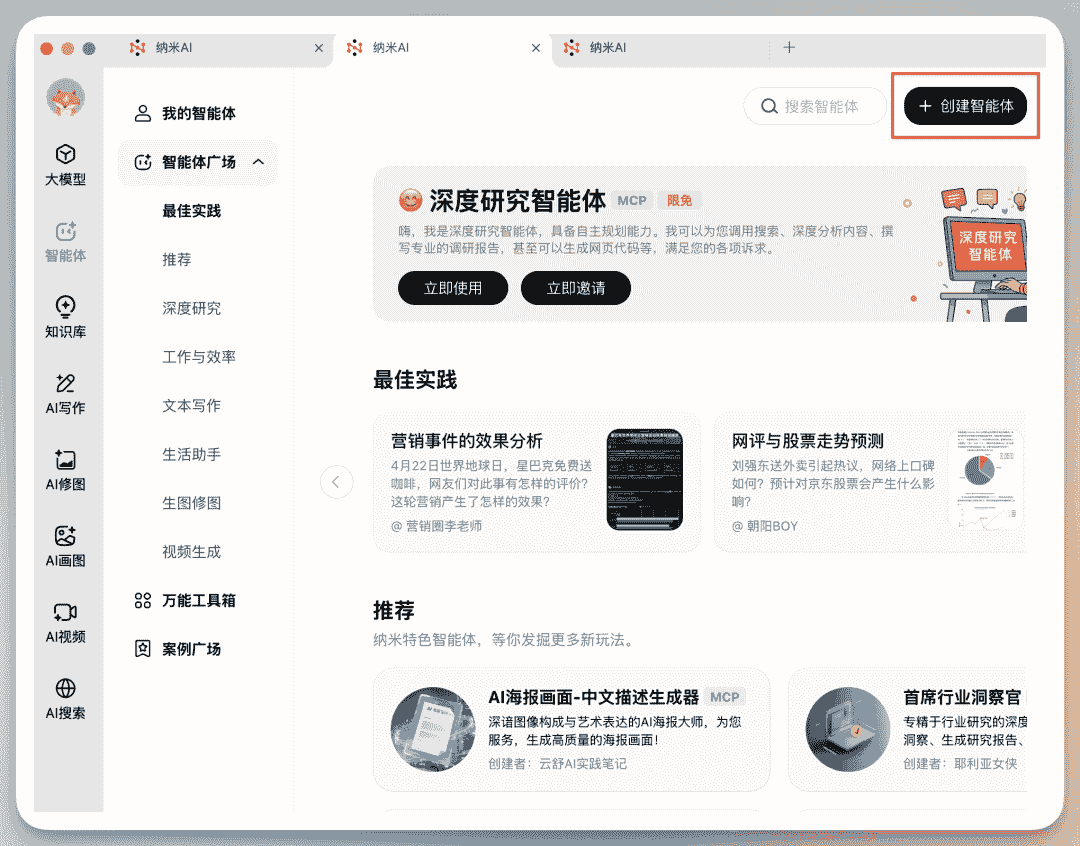 纳米AI
纳米AI
纳米AI
大模型
智能体
知识库
AI写作
AI修图
AI画图
AI视频
AI搜索
我的智能体
智能体广场
最佳实践
推荐
深度研究
工作与效率
文本写作
生活助手
生图修图
视频生成
万能工具箱
案例广场
搜索智能体
创建智能体
深度研究智能体 MCP 限免
嗨，我是深度研究智能体，具备自主规划能力。我可以为您调用搜索、深度分析内容、撰
写专业的调研报告，甚至可以生成网页代码等，满足您的各项诉求。
立即使用
立即邀请
深度研究
智能体
最佳实践
营销事件的效果分析
4月22日世界地球日，星巴克免费送
咖啡，网友们对此事有怎样的评价？
这轮营销产生了怎样的效果？
@ 营销圈李老师
网评与股票走势预测
刘强东送外卖引起热议，网络上口碑
如何？预计对京东股票会产生什么影
响？
@ 朝阳BOY
推荐
纳米特色智能体，等你发掘更多新玩法。
AI海报画面-中文描述生成器 MCP
深谙图像构成与艺术表达的AI海报大师，为您
服务，生成高质量的海报画面！
创建者：云舒AI实践笔记
首席行业洞察官
专精于行业研究的深度
洞察、生成研究报告、
创建者：耶利亚女侠